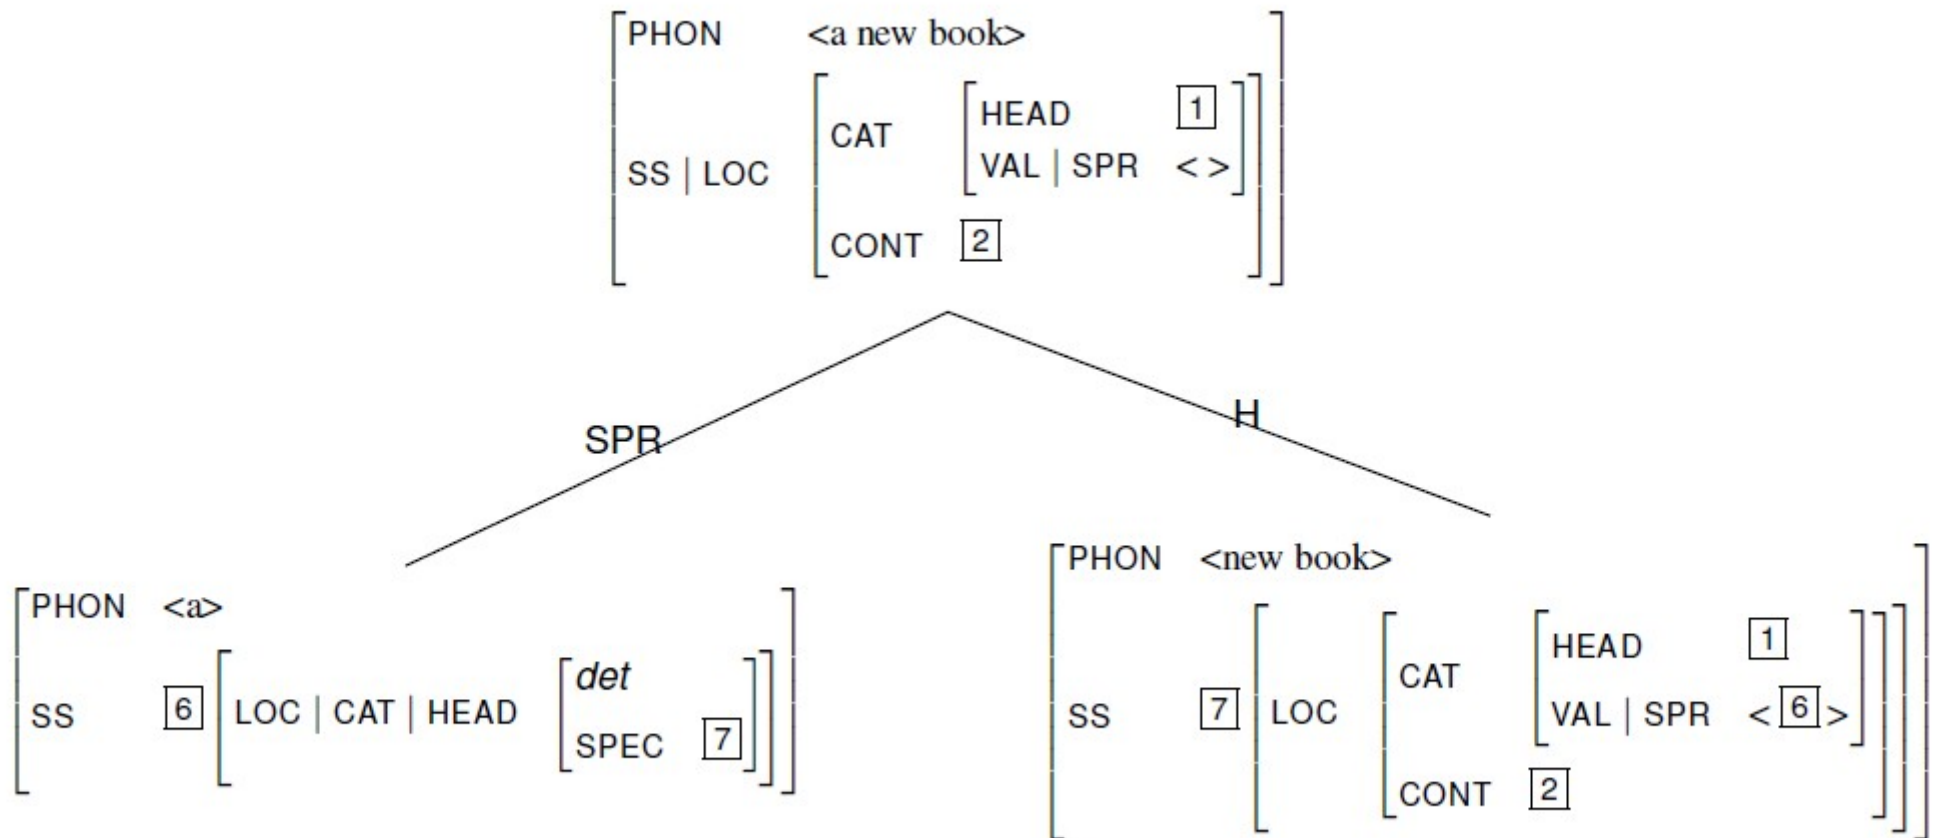 PHON <a new book>
HEAD 1
CAT
VAL | SPR < >
SS | LOC
CONT 2
SPR
H
PHON <a>
det
SS 6 LOC | CAT | HEAD
SPEC 7
PHON <new book>
HEAD 1
CAT
SS 7 LOC
VAL | SPR < 6 >
CONT 2